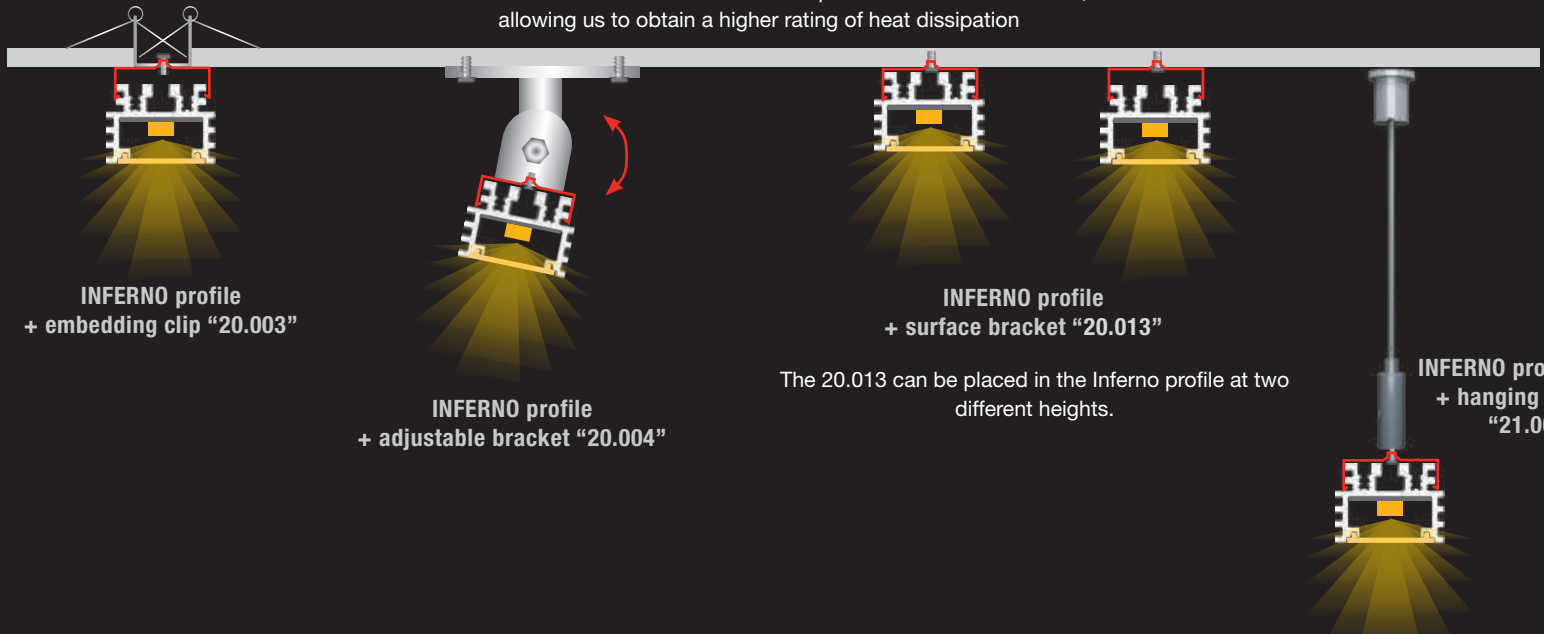 allowing us to obtain a higher rating of heat dissipation
INFERNO profile
+ embedding clip “20.003”
INFERNO profile
+ adjustable bracket “20.004”
INFERNO profile
+ surface bracket “20.013”
The 20.013 can be placed in the Inferno profile at two
different heights.
INFERNO
+ hanging